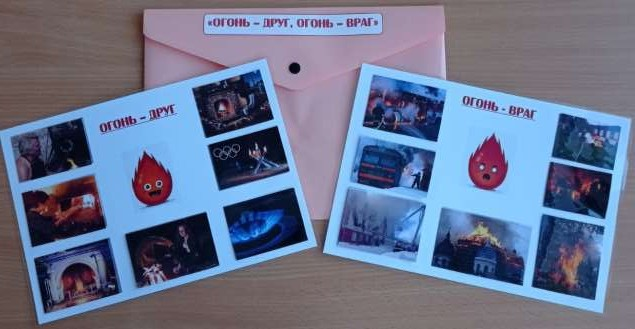 «ОГОНЬ – ДРУГ, ОГОНЬ – ВРАГ»
ОГОНЬ – ДРУГ
ОГОНЬ - ВРАГ